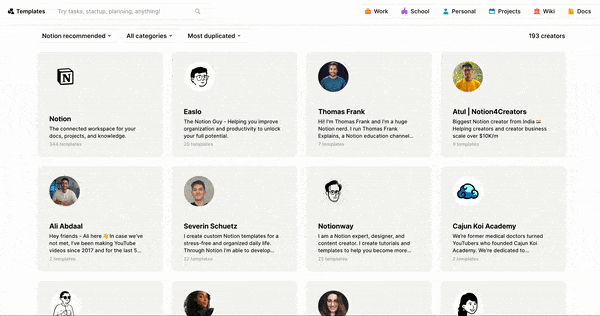 Templates
Try tasks, startup, planning, anything!
Work
School
Personal
Projects
Wiki
Docs
Notion recommended
All categories
Most duplicated
193 creators
Notion
The connected workspace for your
docs, projects, and knowledge.
344 templates
Easlo
The Notion Guy - Helping you improve
organization and productivity to unlock
your full potential.
25 templates
Thomas Frank
Hi! I'm Thomas Frank and I'm a huge
Notion nerd. I run Thomas Frank
Explains, a Notion education channel...
7 templates
Atul | Notion4Creators
Biggest Notion creator from India 🇮🇳
Helping creators and creator business
scale over $10K/m
9 templates
Ali Abdaal
Hey friends - Ali here 👋 In case we've
not met, I've been making YouTube
videos since 2017 and for the last 5...
2 templates
Severin Schuetz
I create custom Notion templates for a
stress-free and organized daily life.
Through Notion I'm able to develop...
22 templates
Notionway
I am a Notion expert, designer, and
content creator. I create tutorials and
templates to help you become more...
25 templates
Cajun Koi Academy
We're former medical doctors turned
YouTubers who founded Cajun Koi
Academy. We're dedicated to...
2 templates